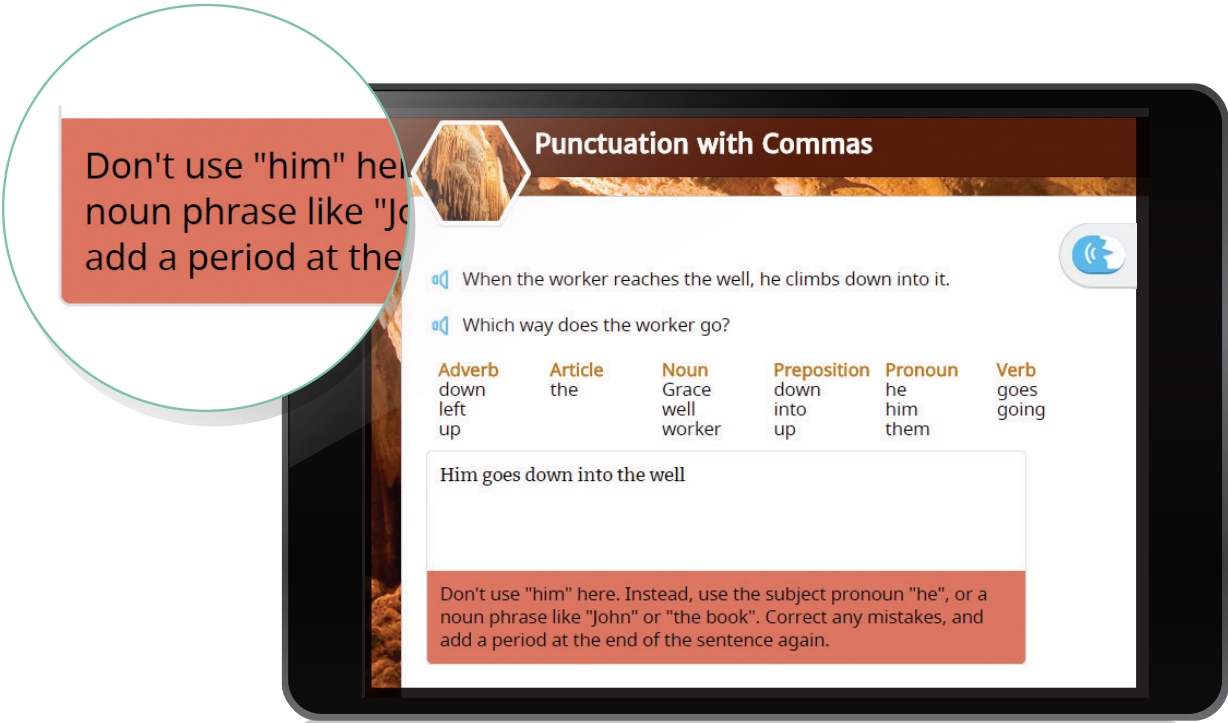 Don't use "him" her
noun phrase like "Jo
add a period at the
Punctuation with Commas
When the worker reaches the well, he climbs down into it.
Which way does the worker go?
Adverb Article Noun Preposition Pronoun Verb
down the Grace down he goes
left well into him going
up worker up them
Him goes down into the well
Don't use "him" here. Instead, use the subject pronoun "he", or a
noun phrase like "John" or "the book". Correct any mistakes, and
add a period at the end of the sentence again.